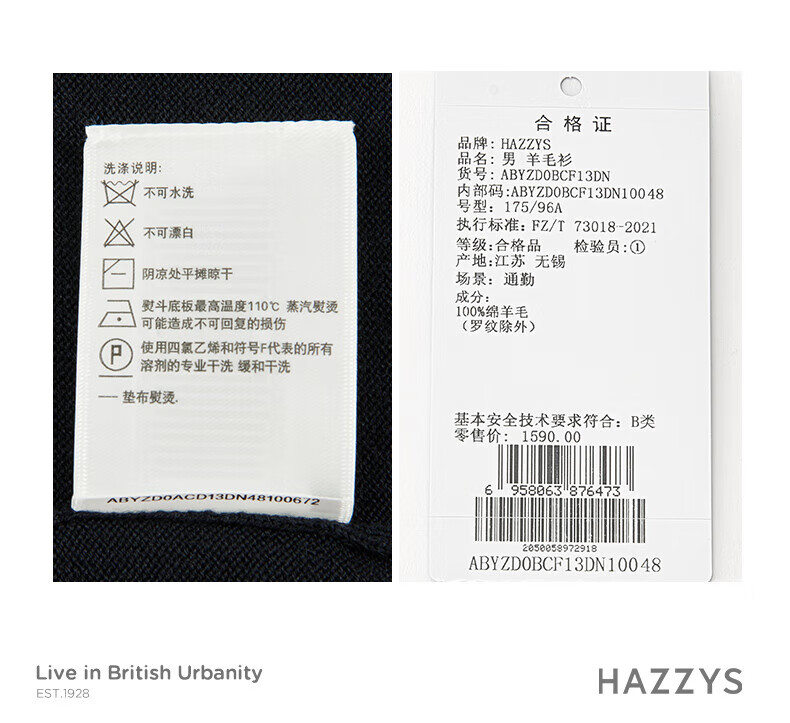 洗涤说明:
不可水洗
不可漂白
阴凉处平摊晾干
熨斗底板最高温度110℃ 蒸汽熨烫
可能造成不可回复的损伤
P
使用四氯乙烯和符号F代表的所有
溶剂的专业干洗 缓和干洗
垫布熨烫.
ABYZD0ACD13DN48100672
合格证
品牌: HAZZYS
品名: 男 羊毛衫
货号: ABYZD0BCF13DN
内部码:ABYZD0BCF13DN10048
号型: 175/96A
执行标准: FZ/T 73018-2021
等级:合格品 检验员:①
产地:江苏 无锡
场景: 通勤
成分:
100%绵羊毛
(罗纹除外)
基本安全技术要求符合: B类
零售价: 1590.00
6 958063 876473
2050058972918
ABYZD0BCF13DN10048
Live in British Urbanity
EST.1928
HAZZYS